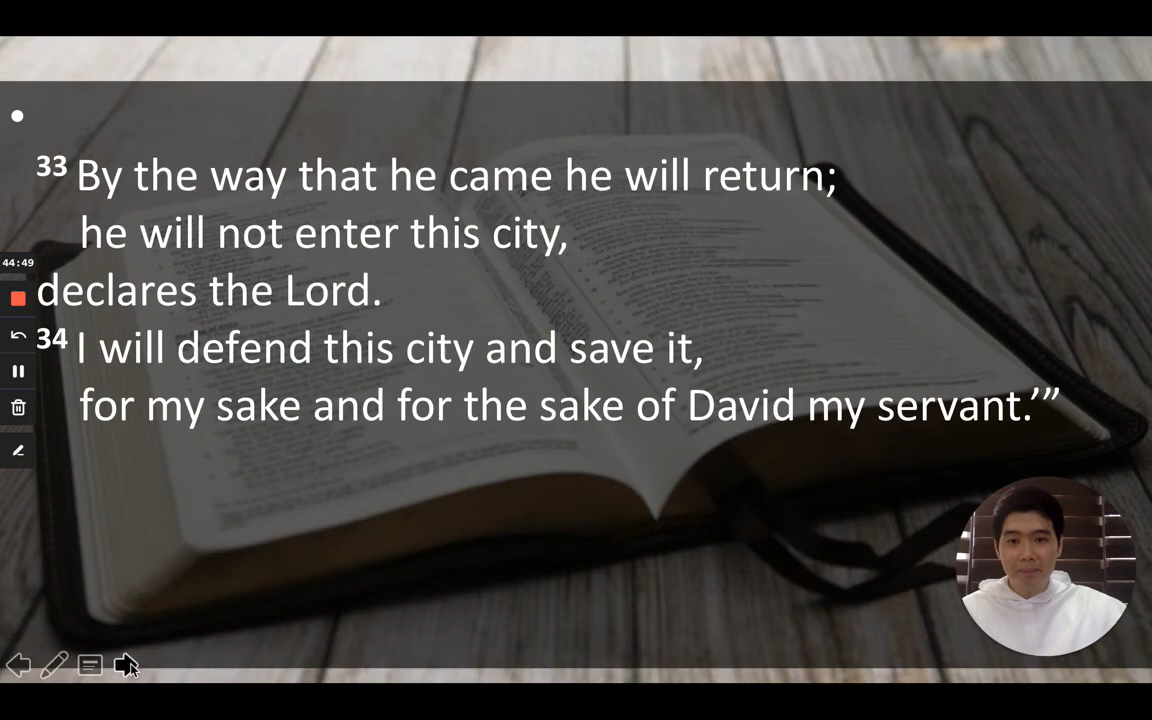 33 By the way that he came he will return;
he will not enter this city,
44:49
declares the Lord.
34 I will defend this city and save it,
for my sake and for the sake of David my servant.’”